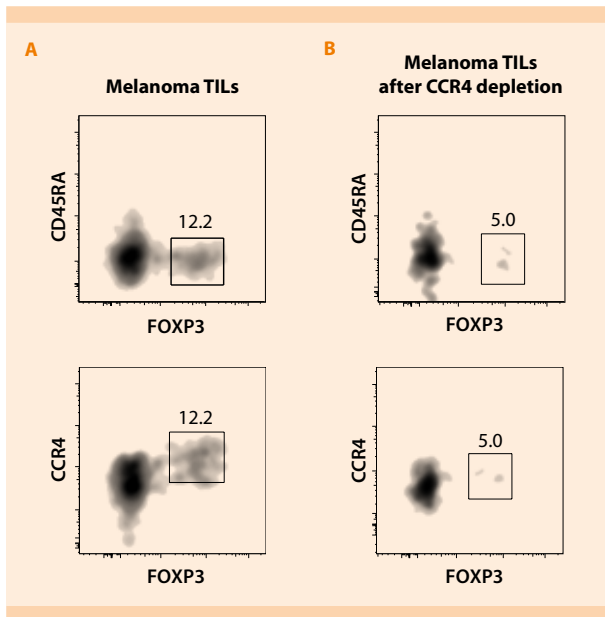 A
B
Melanoma TILs
Melanoma TILs
after CCR4 depletion
CD45RA
12.2
FOXP3
CD45RA
5.0
FOXP3
CCR4
12.2
FOXP3
CCR4
5.0
FOXP3